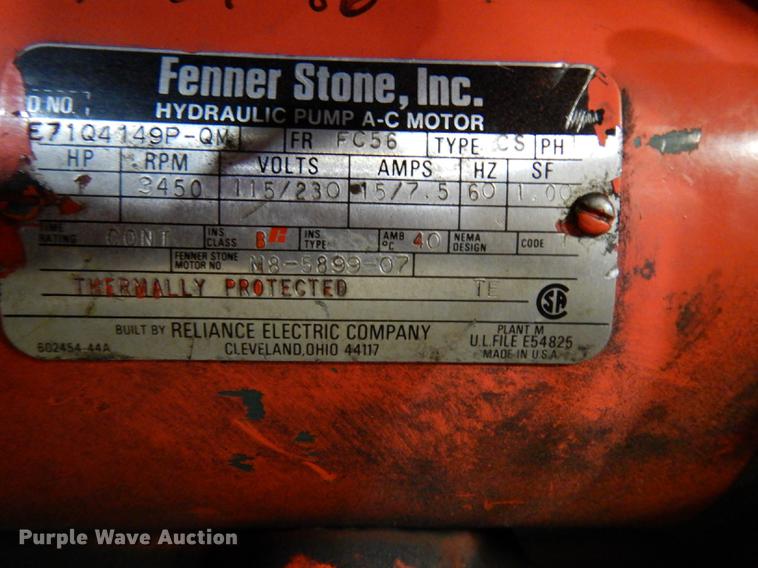 Fenner Stone, Inc.
D NO.
HYDRAULIC PUMP A-C MOTOR
E71Q4149P-QM FR FC56 TYPE CS PH
HP RPM VOLTS AMPS HZ SF
3450 115/230 15/7.5 60 1.00
TIME RATING CONT INS CLASS B INS TYPE AMB °C 40 NEMA DESIGN CODE
FENNER STONE MOTOR NO M8-5899-07
THERMALLY PROTECTED TE
BUILT BY RELIANCE ELECTRIC COMPANY
CLEVELAND, OHIO 44117
602454-44A
PLANT M
U.L. FILE E54825
MADE IN U.S.A.
Purple Wave Auction